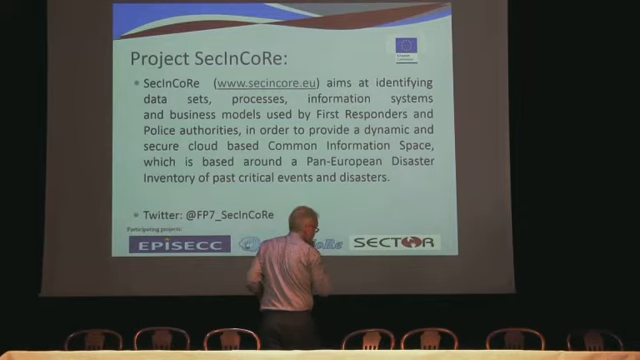 Project SecInCoRe:
SecInCoRe (www.secincore.eu) aims at identifying
data sets, processes, information systems
and business models used by First Responders and
Police authorities, in order to provide a dynamic and
secure cloud based Common Information Space,
which is based around a Pan-European Disaster
Inventory of past critical events and disasters.
Twitter: @FP7_SecInCoRe
Participating projects:
EPISECC
SECTOR